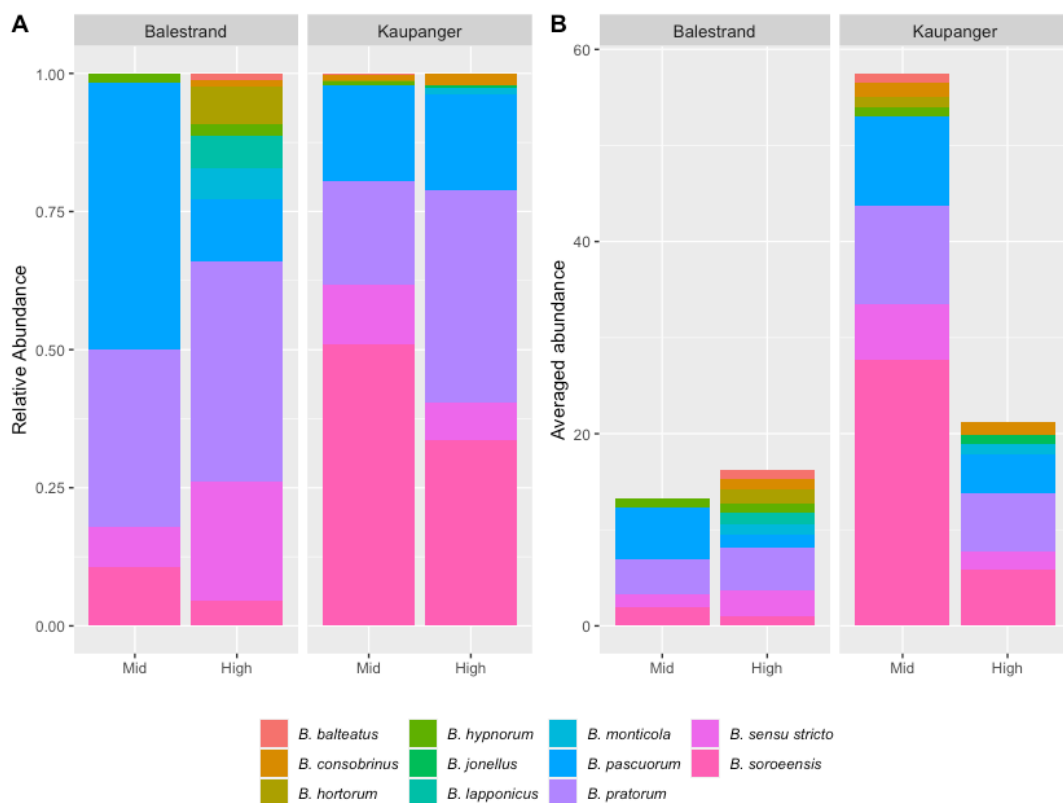 A
Balestrand
Kaupanger
Relative Abundance
1.00
0.75
0.50
0.25
0.00
Mid
High
Mid
High
B
Balestrand
Kaupanger
Averaged abundance
60
40
20
0
Mid
High
Mid
High
B. balteatus
B. consobrinus
B. hortorum
B. hypnorum
B. jonellus
B. lapponicus
B. monticola
B. pascuorum
B. pratorum
B. sensu stricto
B. soroeensis